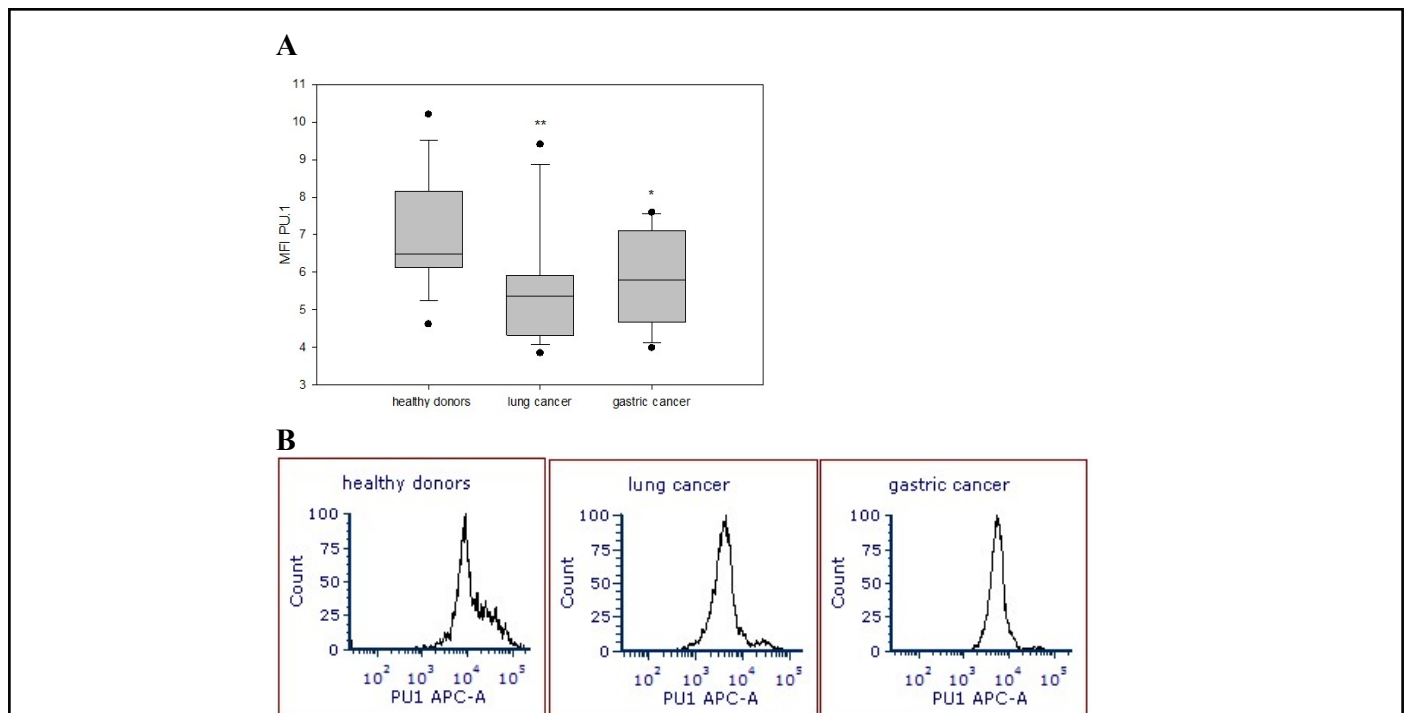 A
11
10
9
8
7
6
5
4
3
MFI PU.1
**
*
healthy donors lung cancer gastric cancer
B
healthy donors
100
75
50
25
0
Count
10² 10³ 10⁴ 10⁵
PU1 APC-A
lung cancer
100
75
50
25
0
Count
10² 10³ 10⁴ 10⁵
PU1 APC-A
gastric cancer
100
75
50
25
0
Count
10² 10³ 10⁴ 10⁵
PU1 APC-A